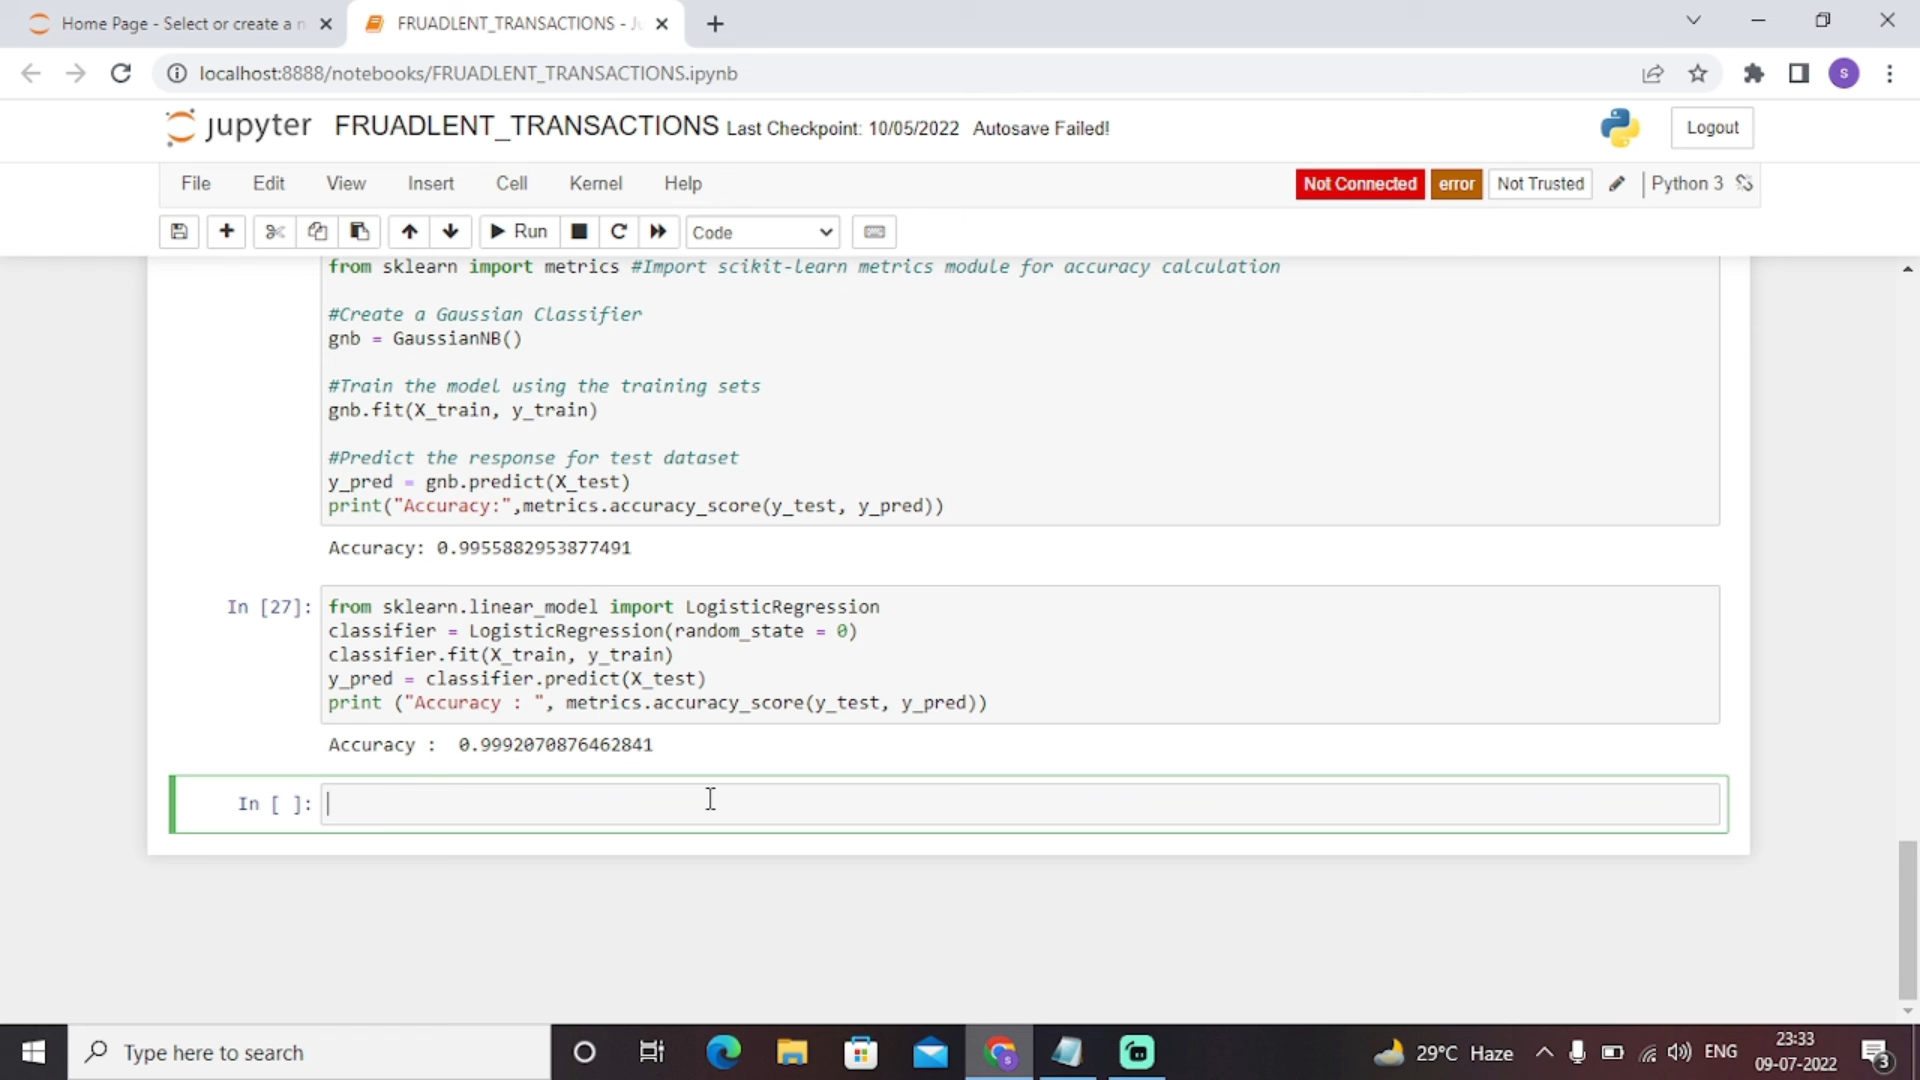 Home Page - Select or create a n
FRUADLENT_TRANSACTIONS - Ju
localhost:8888/notebooks/FRUADLENT_TRANSACTIONS.ipynb
s
jupyter FRUADLENT_TRANSACTIONS Last Checkpoint: 10/05/2022 Autosave Failed!
Logout
File Edit View Insert Cell Kernel Help
Not Connected error Not Trusted Python 3
Run Code
from sklearn import metrics #Import scikit-learn metrics module for accuracy calculation
#Create a Gaussian Classifier
gnb = GaussianNB()
#Train the model using the training sets
gnb.fit(X_train, y_train)
#Predict the response for test dataset
y_pred = gnb.predict(X_test)
print("Accuracy:",metrics.accuracy_score(y_test, y_pred))
Accuracy: 0.9955882953877491
In [27]: from sklearn.linear_model import LogisticRegression
classifier = LogisticRegression(random_state = 0)
classifier.fit(X_train, y_train)
y_pred = classifier.predict(X_test)
print ("Accuracy : ", metrics.accuracy_score(y_test, y_pred))
Accuracy :  0.9992070876462841
In [ ]:
Type here to search
29°C Haze
ENG
23:33
09-07-2022
3